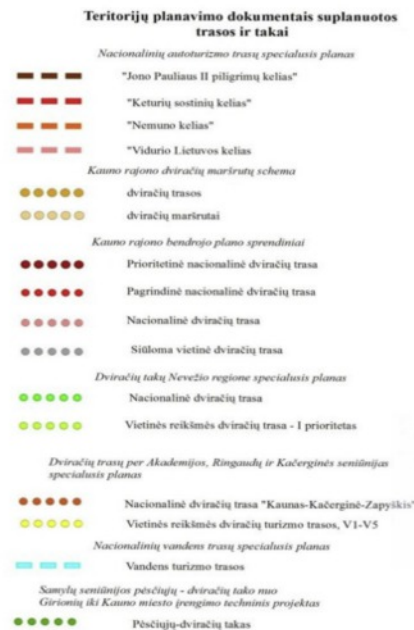 Teritorijų planavimo dokumentais suplanuotos
trasos ir takai
Nacionalinių autoturizmo trasų specialusis planas
"Jono Pauliaus II piligrimų kelias"
"Keturių sostinių kelias"
"Nemuno kelias"
"Vidurio Lietuvos kelias
Kauno rajono dviračių maršrutų schema
dviračių trasos
dviračių maršrutai
Kauno rajono bendrojo plano sprendiniai
Prioritetinė nacionalinė dviračių trasa
Pagrindinė nacionalinė dviračių trasa
Nacionalinė dviračių trasa
Siūloma vietinė dviračių trasa
Dviračių takų Nevėžio regione specialusis planas
Nacionalinė dviračių trasa
Vietinės reikšmės dviračių trasa - I prioritetas
Dviračių trasų per Akademijos, Ringaudų ir Kačerginės seniūnijas
specialusis planas
Nacionalinė dviračių trasa "Kaunas-Kačerginė-Zapyškis"
Vietinės reikšmės dviračių turizmo trasos, V1-V5
Nacionalinių vandens trasų specialusis planas
Vandens turizmo trasos
Samylų seniūnijos pėsčiųjų - dviračių tako nuo
Girionių iki Kauno miesto įrengimo techninis projektas
Pėsčiųjų-dviračių takas